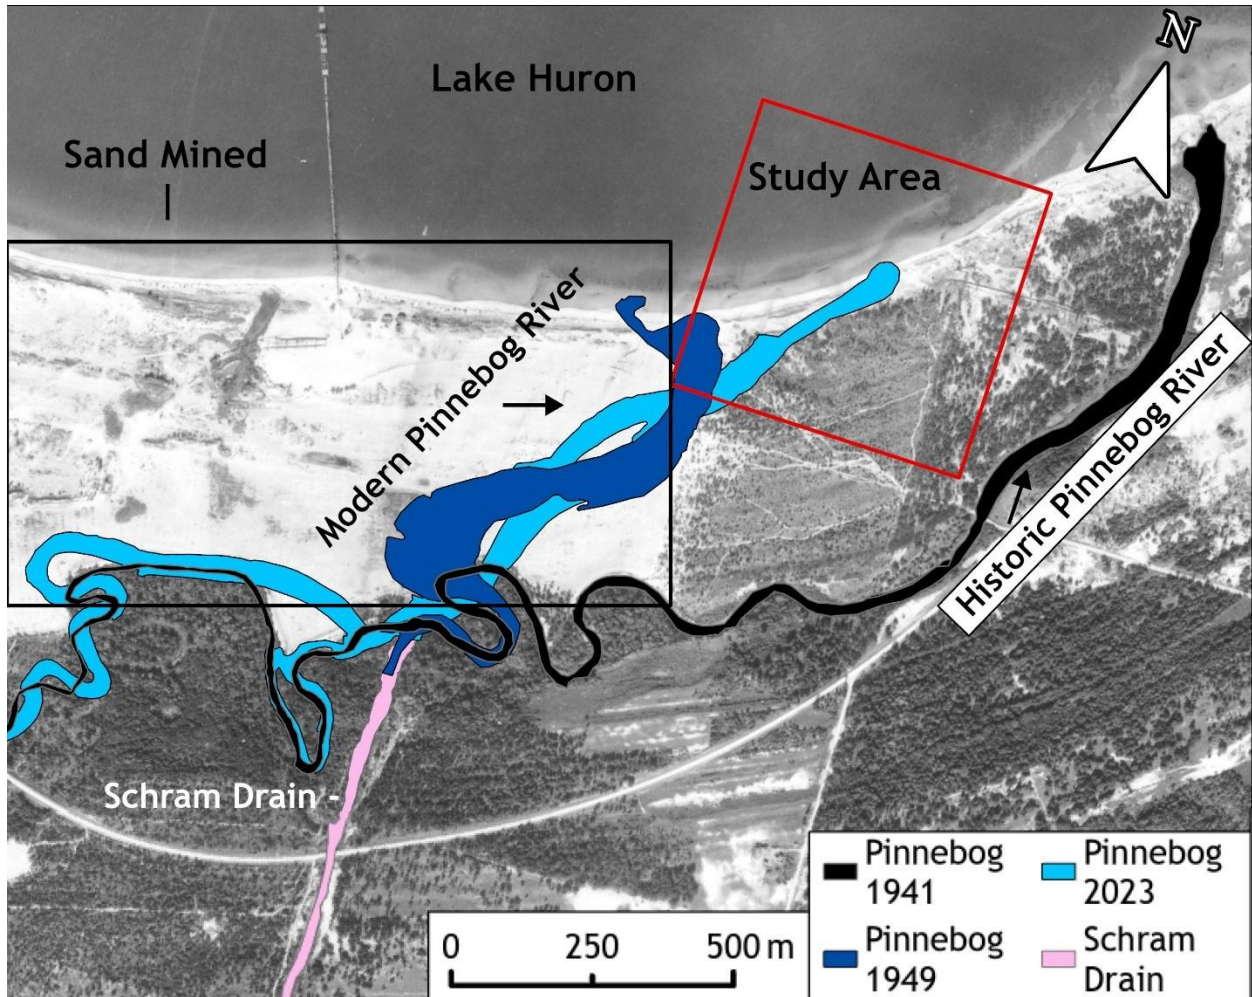 N
Lake Huron
Sand Mined
Study Area
Modern Pinnebog River
Historic Pinnebog River
Schram Drain -
Pinnebog
1941
Pinnebog
2023
Pinnebog
1949
Schram
Drain
0 250 500 m